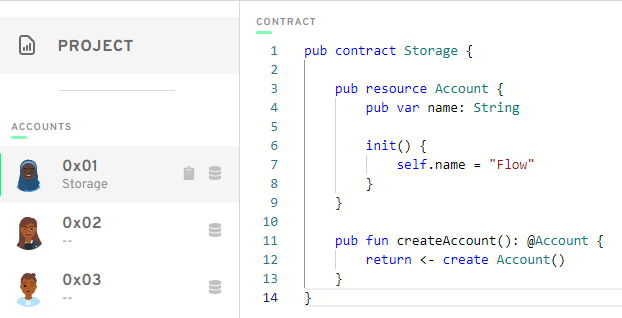 PROJECT
ACCOUNTS
0x01
Storage
0x02
--
0x03
--
CONTRACT
1 pub contract Storage {
2
3     pub resource Account {
4         pub var name: String
5
6         init() {
7             self.name = "Flow"
8         }
9     }
10
11     pub fun createAccount(): @Account {
12         return <- create Account()
13     }
14 }